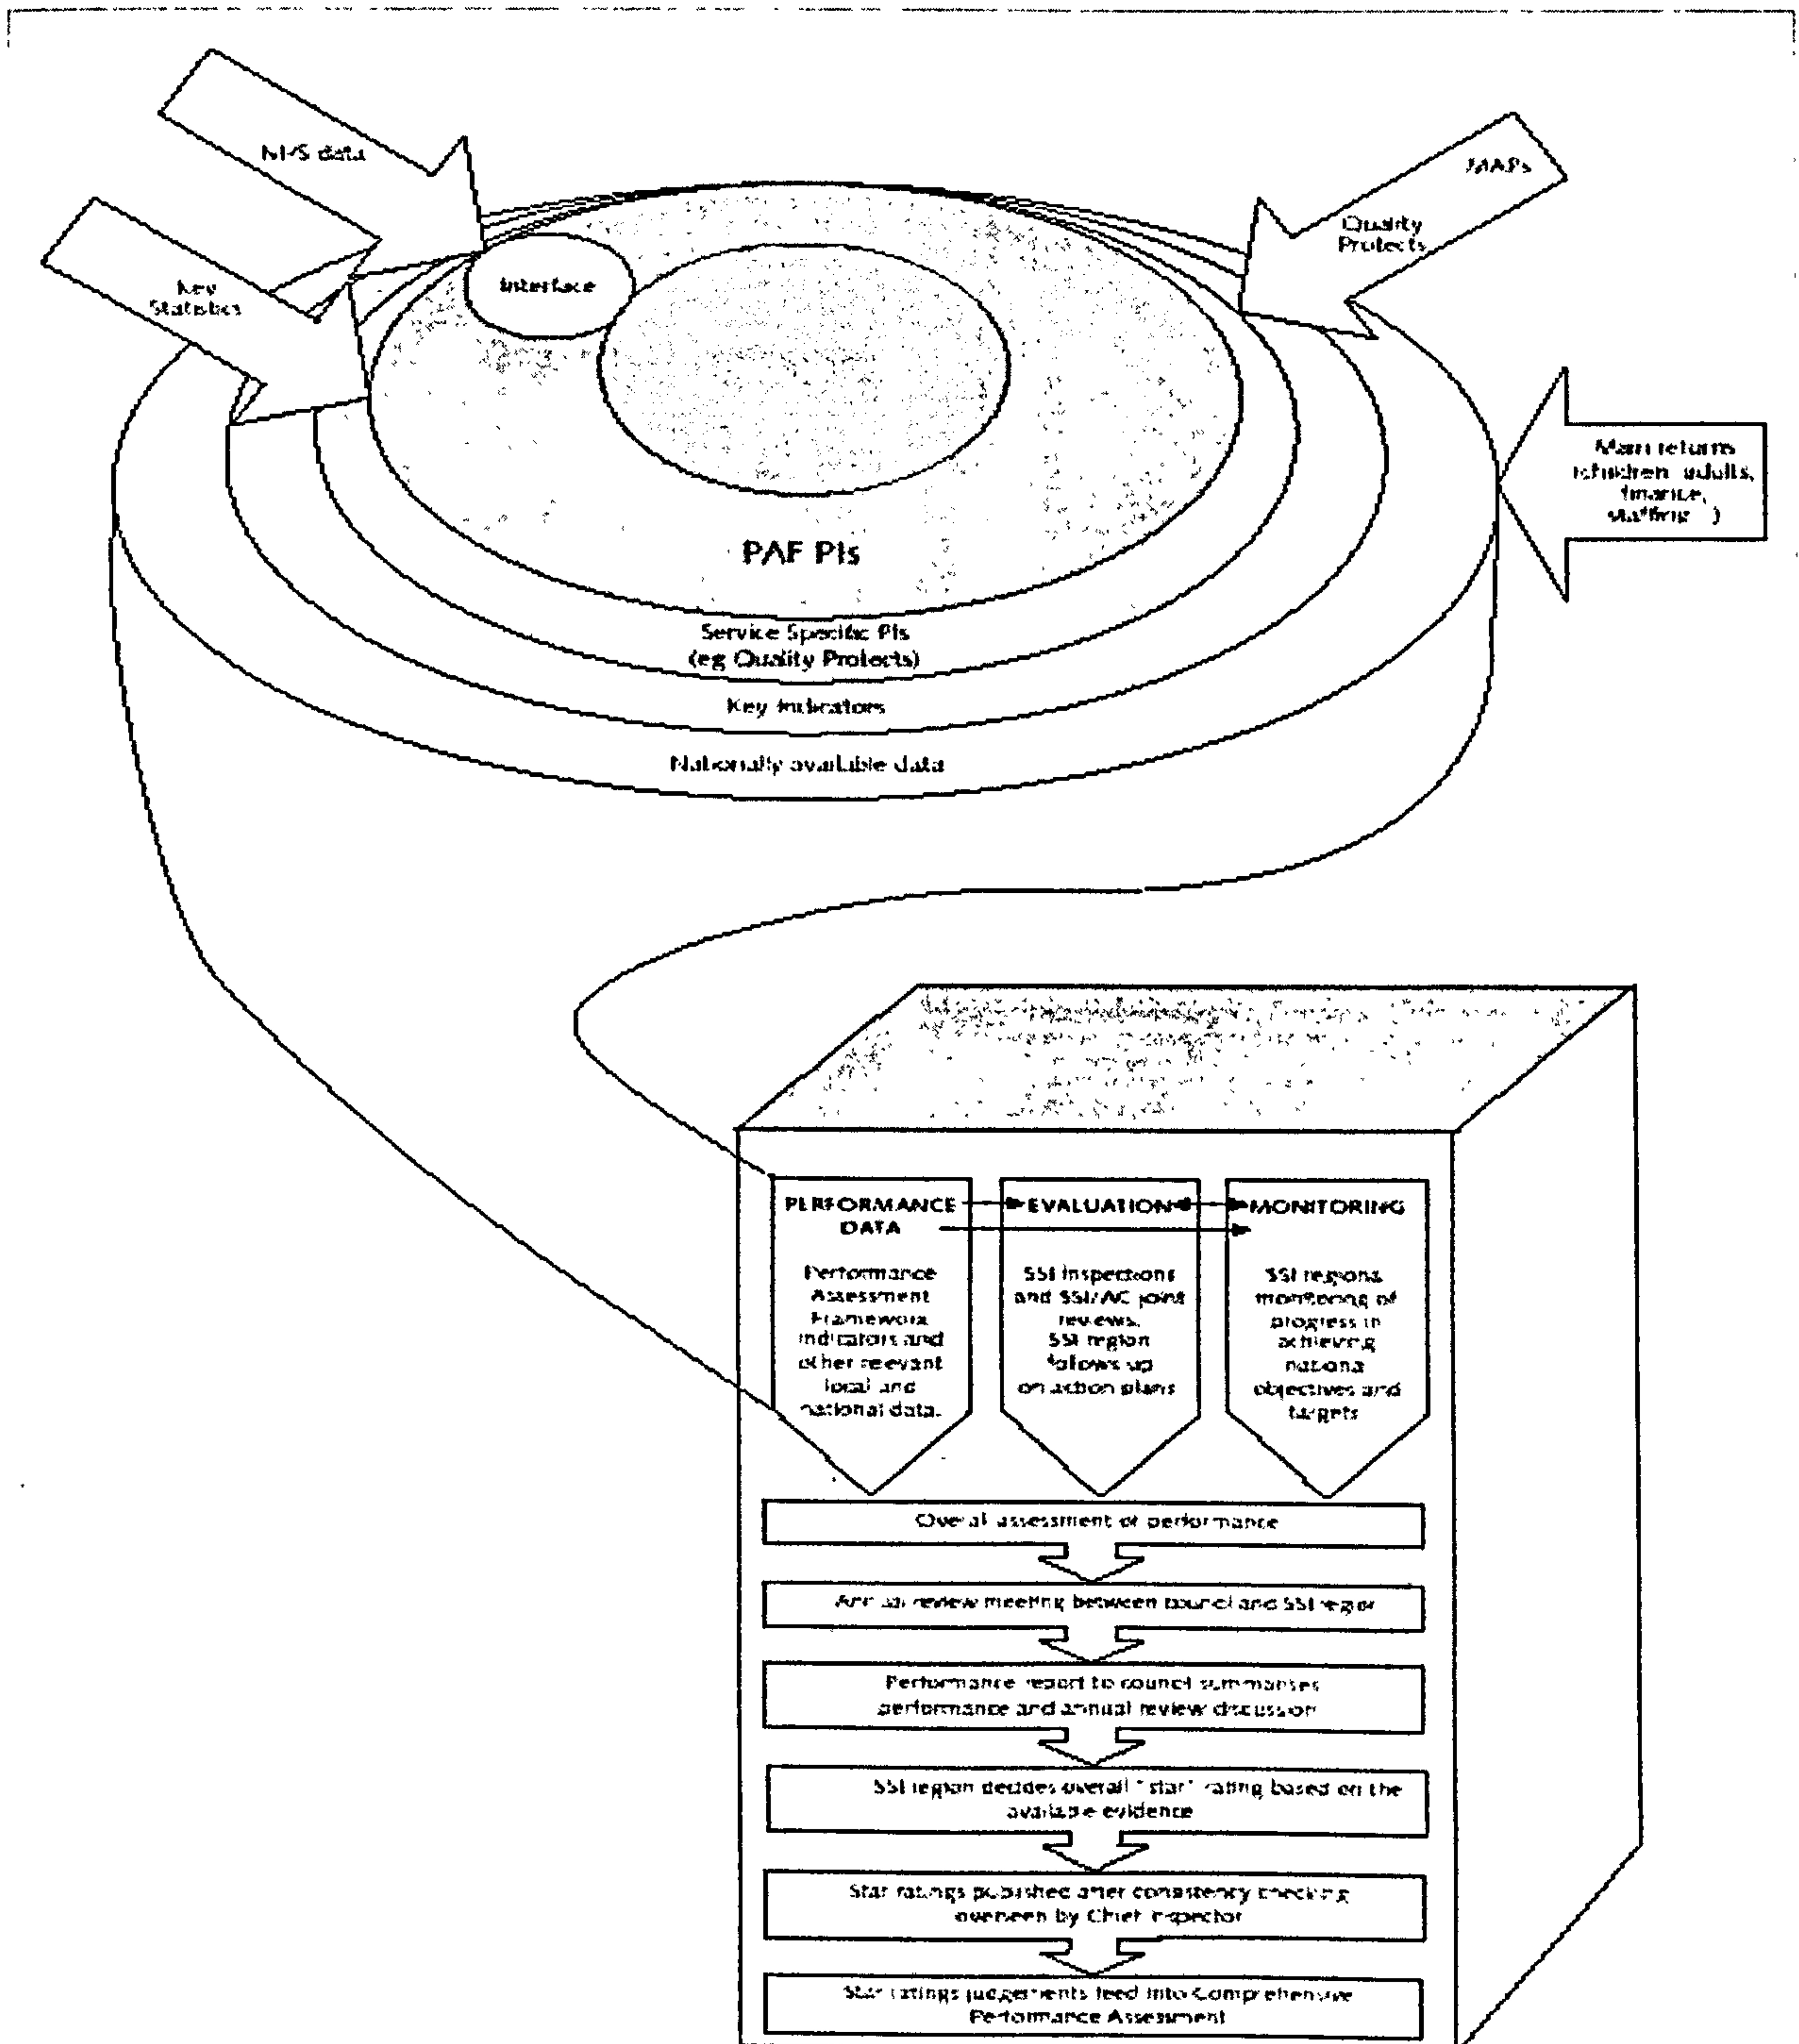 data
MAPs
Quality
Protects
Key
Statistics
Interface
Main returns
(children, adults,
finance,
staffing )
PAF PIs
Service Specific PIs
(eg Quality Protects)
Key Indicators
Nationally available data
PERFORMANCE
DATA
EVALUATION
MONITORING
Performance
Assessment
Framework
indicators and
other relevant
local and
national data.
SSI inspections
and SSI/AC joint
reviews.
SSI region
follows up
on action plans
SSI regions
monitoring of
progress in
achieving
national
objectives and
targets
Overall assessment of performance
Annual review meeting between council and SSI region
Performance report to council summarises
performance and annual review discussion
SSI region decides overall "star" rating based on the
available evidence
Star ratings published after consistency checking
overseen by Chief Inspector
Star ratings judgements feed into Comprehensive
Performance Assessment